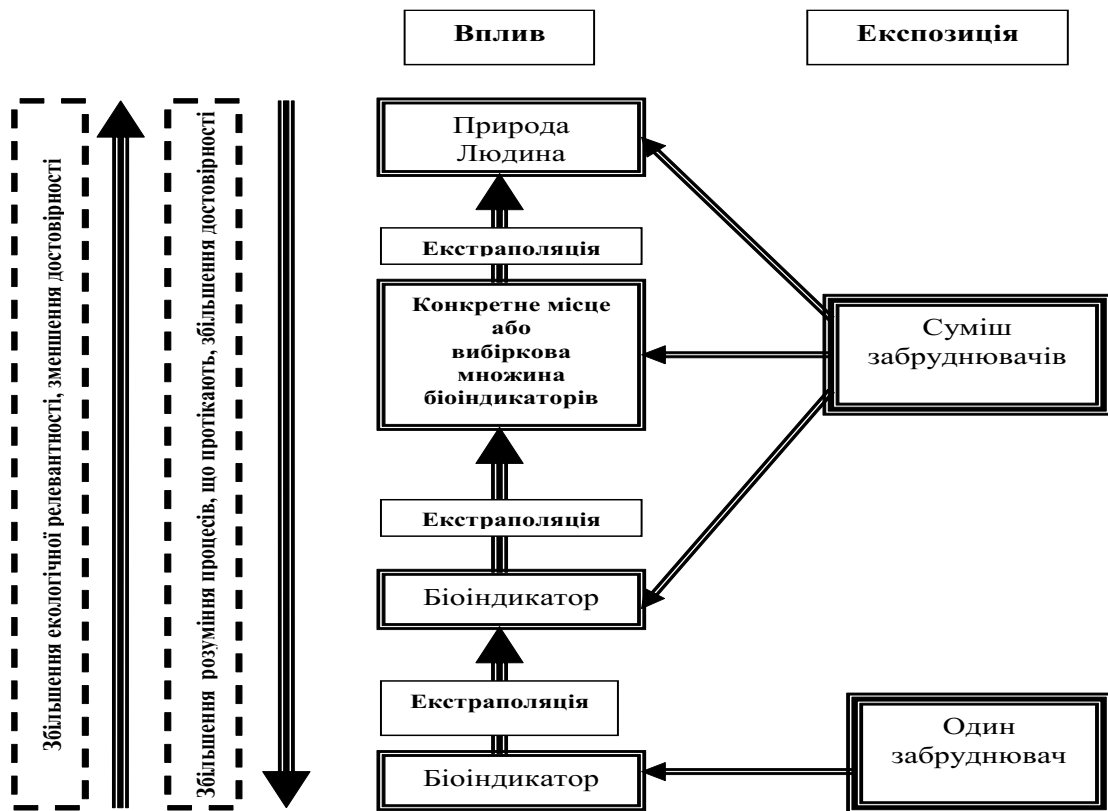 Вплив
Експозиція
Збільшення екологічної релевантності, зменшення достовірності
Збільшення розуміння процесів, що протікають, збільшення достовірності
Природа
Людина
Екстраполяція
Конкретне місце
або
вибіркова
множина
біоіндикаторів
Суміш
забруднювачів
Екстраполяція
Біоіндикатор
Екстраполяція
Один
забруднювач
Біоіндикатор